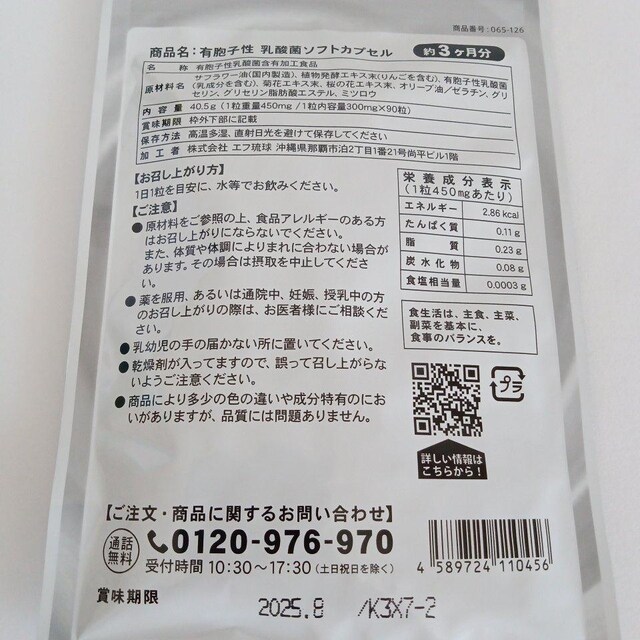 商品番号：065-126
商品名：有胞子性 乳酸菌ソフトカプセル 約3ヶ月分
名称 有胞子性乳酸菌含有加工食品
原材料名 サフラワー油(国内製造)、植物発酵エキス末(りんごを含む)、有胞子性乳酸菌
(乳成分を含む)、菊花エキス末、桜の花エキス末、オリーブ油／ゼラチン、グリ
セリン、グリセリン脂肪酸エステル、ミツロウ
内容量 40.5g(1粒重量450mg /1粒内容量300mg×90粒)
賞味期限 枠外下部に記載
保存方法 高温多湿、直射日光を避けて保存してください
加工者 株式会社 エフ琉球 沖縄県那覇市泊2丁目1番21号尚平ビル1階
【お召し上がり方】
1日1粒を目安に、水等でお飲みください。
【ご注意】
●原材料をご参照の上、食品アレルギーのある方
はお召し上がりにならないでください。
また、体質や体調によりまれに合わない場合が
あります。その場合は摂取を中止してくださ
い。
●薬を服用、あるいは通院中、妊娠、授乳中の方
のお召し上がりの際は、お医者様にご相談くだ
さい。
●乳幼児の手の届かない所に置いてください。
●乾燥剤が入ってますので、誤って召し上がらな
いようご注意ください。
●商品により多少の色の違いや成分特有のにお
いがありますが、品質には問題ありません。
栄養成分表示
(1粒450mgあたり)
エネルギー 2.86kcal
たんぱく質 0.11g
脂質 0.23g
炭水化物 0.08g
食塩相当量 0.0003g
食生活は、主食、主菜、
副菜を基本に、
食事のバランスを。
プラ
詳しい情報は
こちらから！
【ご注文・商品に関するお問い合わせ】
通話無料 0120-976-970
受付時間 10:30～17:30(土日祝日を除く)
4 589724 110456
賞味期限 2025.8 /K3X7-2